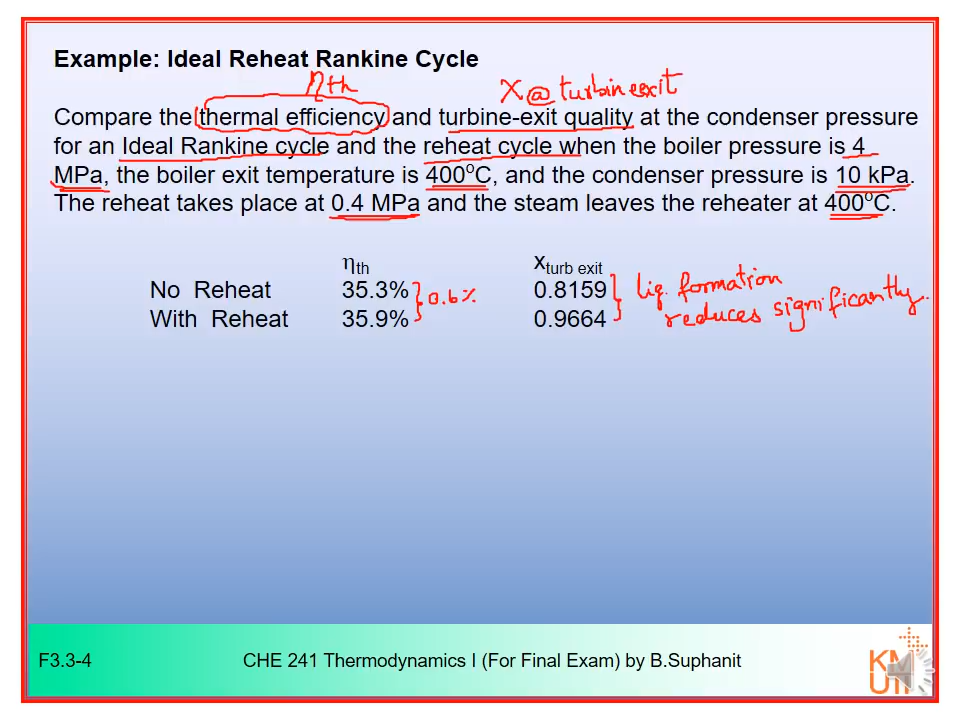 Example: Ideal Reheat Rankine Cycle
ηth
X @ turbine exit
Compare the thermal efficiency and turbine-exit quality at the condenser pressure
for an Ideal Rankine cycle and the reheat cycle when the boiler pressure is 4
MPa, the boiler exit temperature is 400°C, and the condenser pressure is 10 kPa.
The reheat takes place at 0.4 MPa and the steam leaves the reheater at 400°C.
ηth xturb exit
No Reheat 35.3% 0.8159
With Reheat 35.9% 0.9664
0.6%
liq. formation
reduces significantly.
F3.3-4 CHE 241 Thermodynamics I (For Final Exam) by B.Suphanit